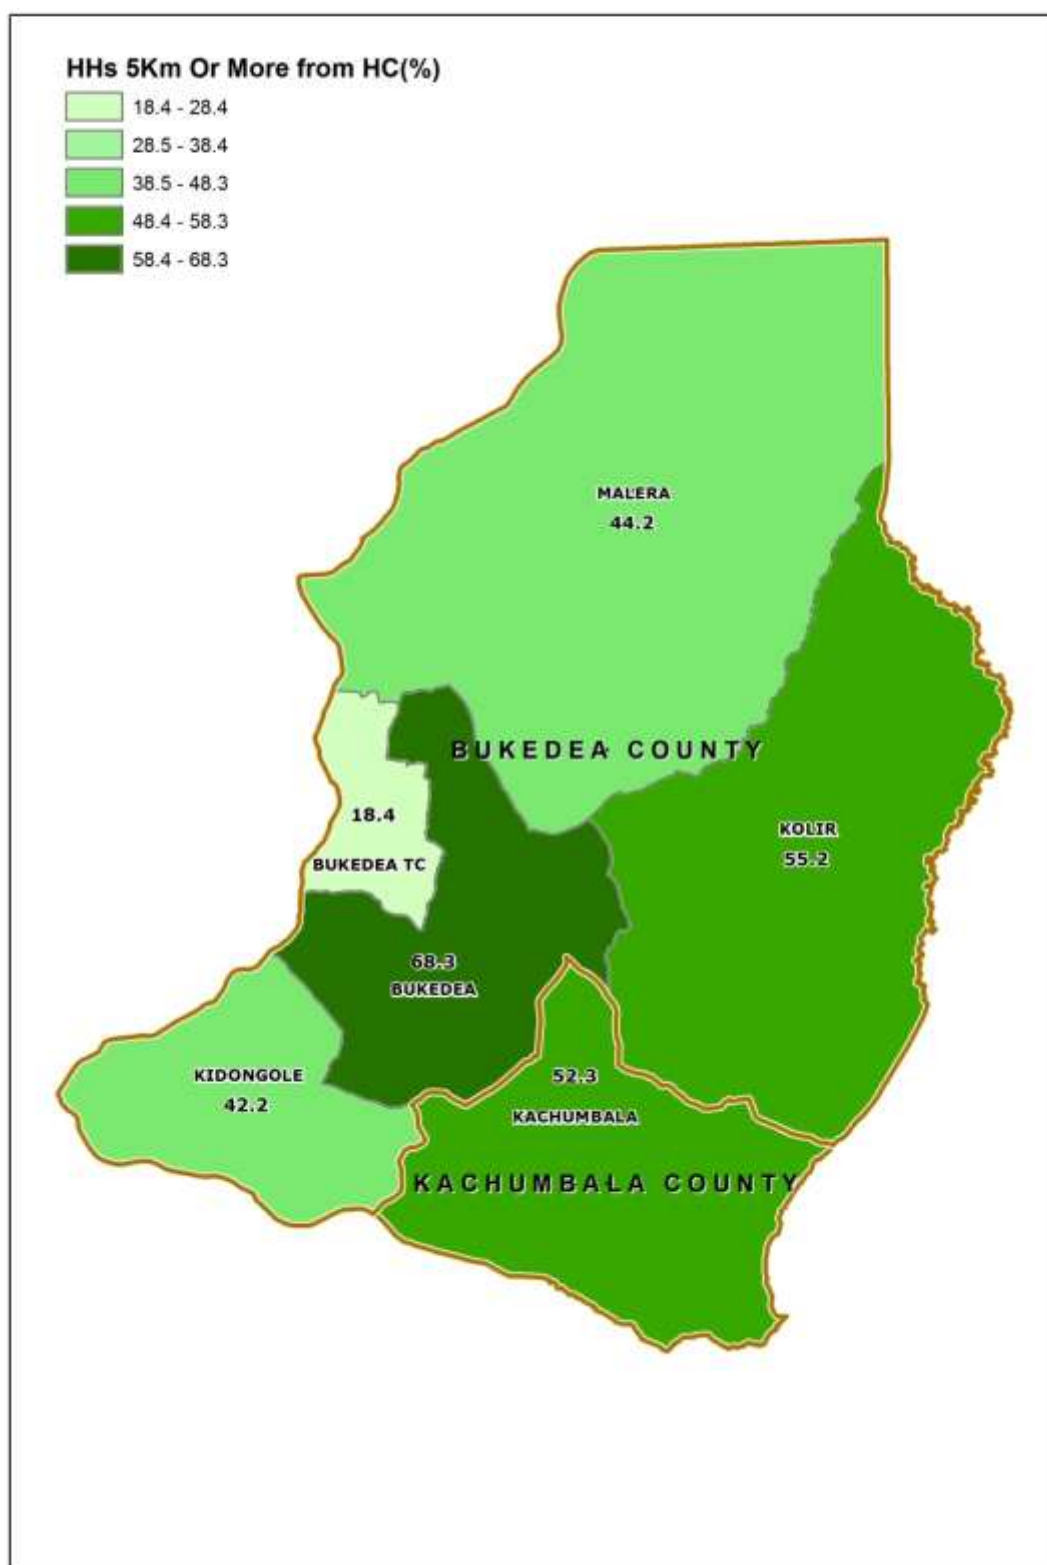 HHs 5Km Or More from HC(%)
18.4 - 28.4
28.5 - 38.4
38.5 - 48.3
48.4 - 58.3
58.4 - 68.3
MALERA
44.2
BUKEDEA COUNTY
18.4
BUKEDEA TC
KOLIR
55.2
68.3
BUKEDEA
KIDONGOLE
42.2
52.3
KACHUMBALA
KACHUMBALA COUNTY